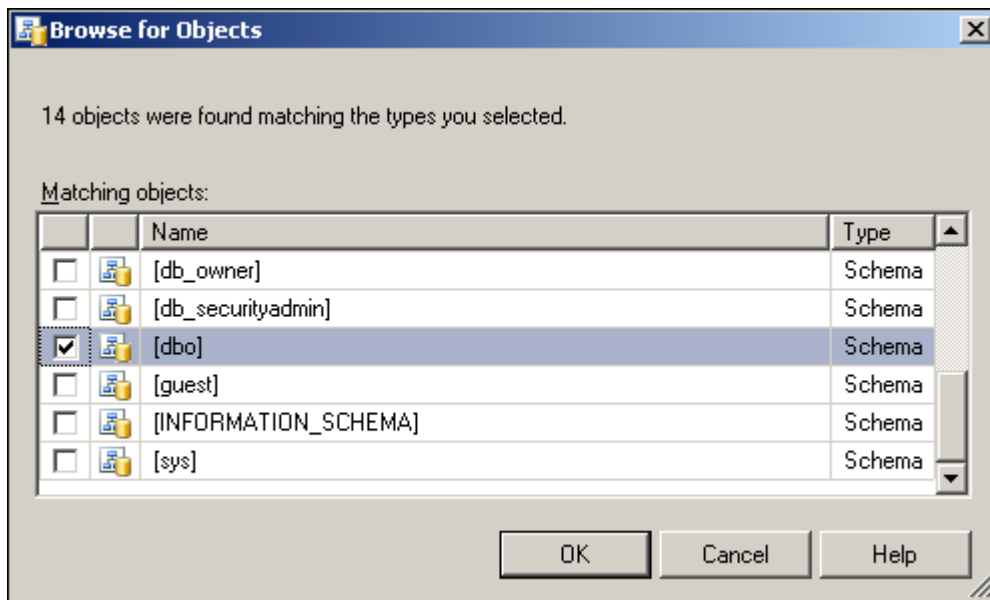 Browse for Objects
14 objects were found matching the types you selected.
Matching objects:
Name Type
[db_owner] Schema
[db_securityadmin] Schema
[dbo] Schema
[guest] Schema
[INFORMATION_SCHEMA] Schema
[sys] Schema
OK Cancel Help